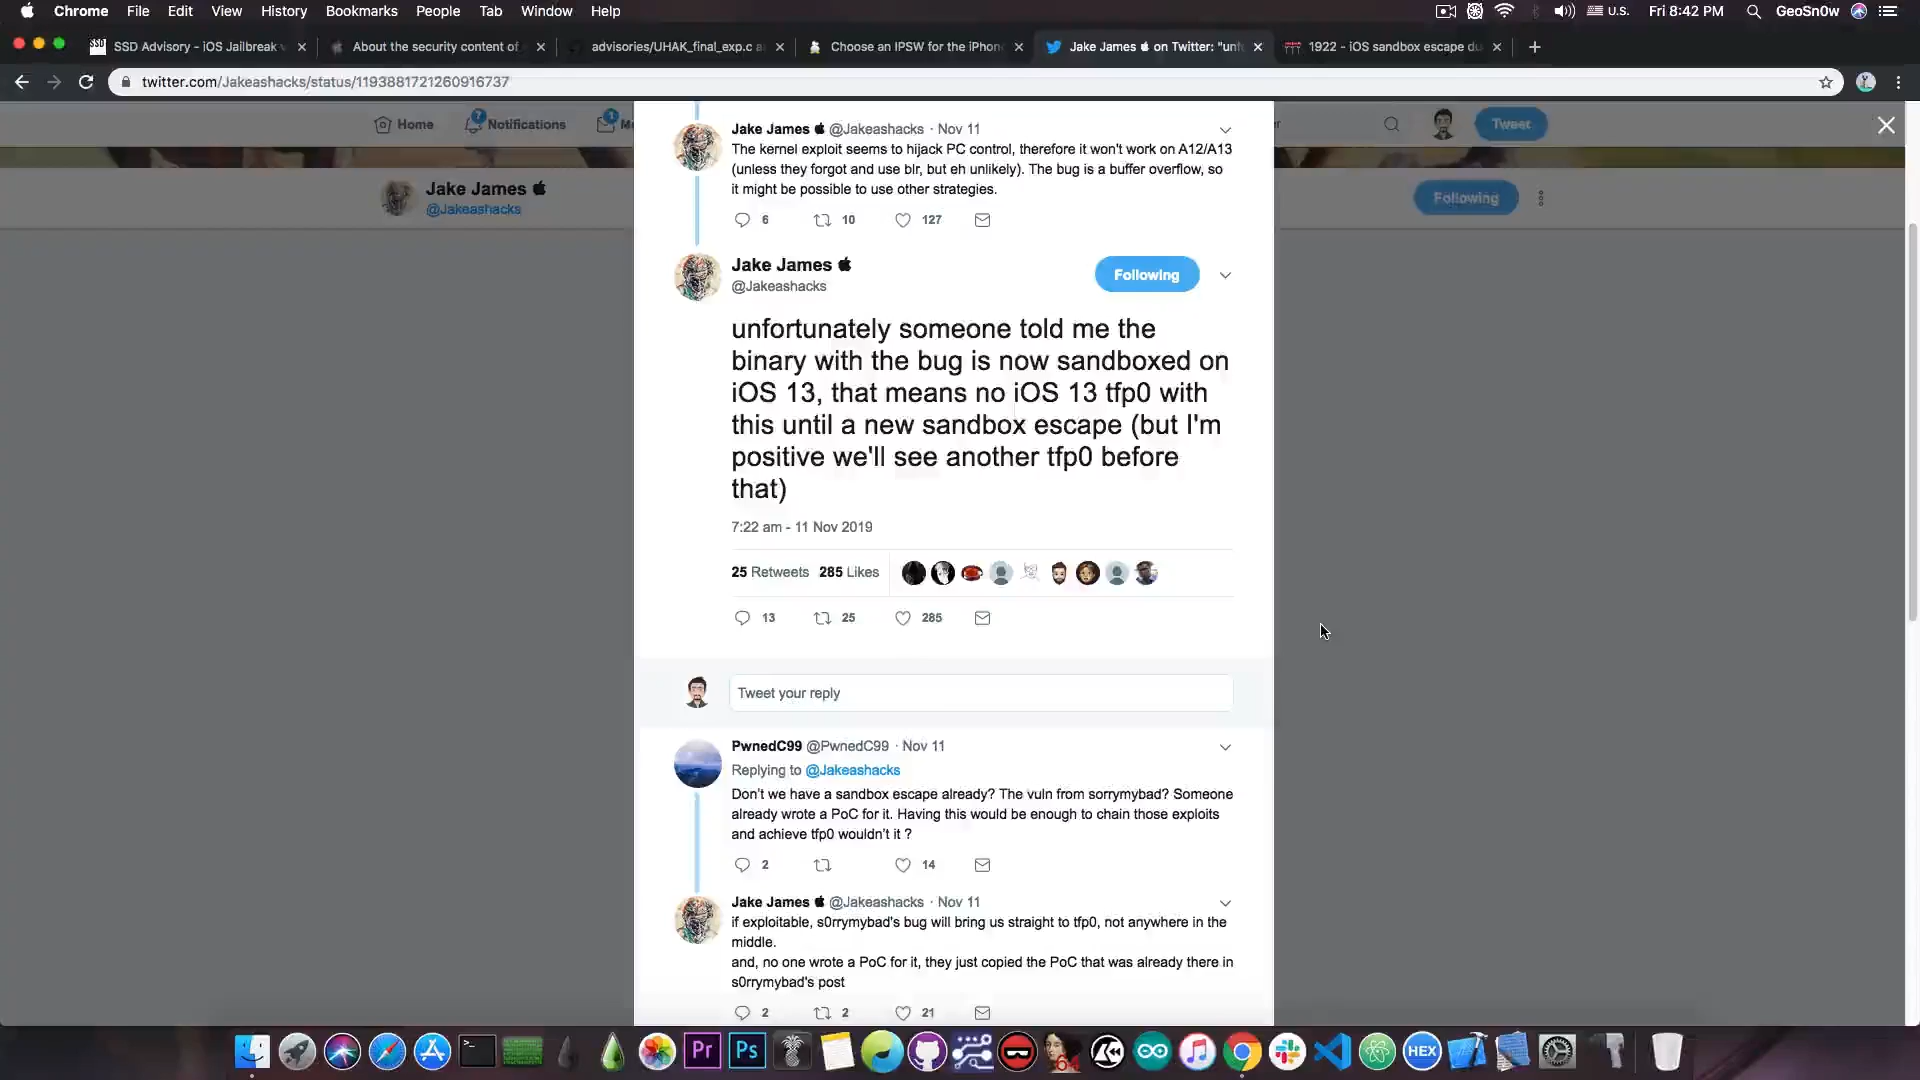 Chrome File Edit View History Bookmarks People Tab Window Help U.S. Fri 8:42 PM GeoSn0w
SSD Advisory - iOS Jailbreak
About the security content of
advisories/UHAK_final_exp.c
Choose an IPSW for the iPhon
Jake James on Twitter: "unf
1922 - iOS sandbox escape du
twitter.com/Jakeashacks/status/1193881721260916737
Home
7
Notifications
1
Tweet
Jake James
@Jakeashacks
Following
Jake James @Jakeashacks · Nov 11
The kernel exploit seems to hijack PC control, therefore it won't work on A12/A13
(unless they forgot and use blr, but eh unlikely). The bug is a buffer overflow, so
it might be possible to use other strategies.
6 10 127
Jake James
@Jakeashacks
Following
unfortunately someone told me the
binary with the bug is now sandboxed on
iOS 13, that means no iOS 13 tfp0 with
this until a new sandbox escape (but I'm
positive we'll see another tfp0 before
that)
7:22 am - 11 Nov 2019
25 Retweets 285 Likes
13 25 285
Tweet your reply
PwnedC99 @PwnedC99 · Nov 11
Replying to @Jakeashacks
Don't we have a sandbox escape already? The vuln from sorrymybad? Someone
already wrote a PoC for it. Having this would be enough to chain those exploits
and achieve tfp0 wouldn't it ?
2 14
Jake James @Jakeashacks · Nov 11
if exploitable, s0rrymybad's bug will bring us straight to tfp0, not anywhere in the
middle.
and, no one wrote a PoC for it, they just copied the PoC that was already there in
s0rrymybad's post
2 2 21
Pr Ps HEX